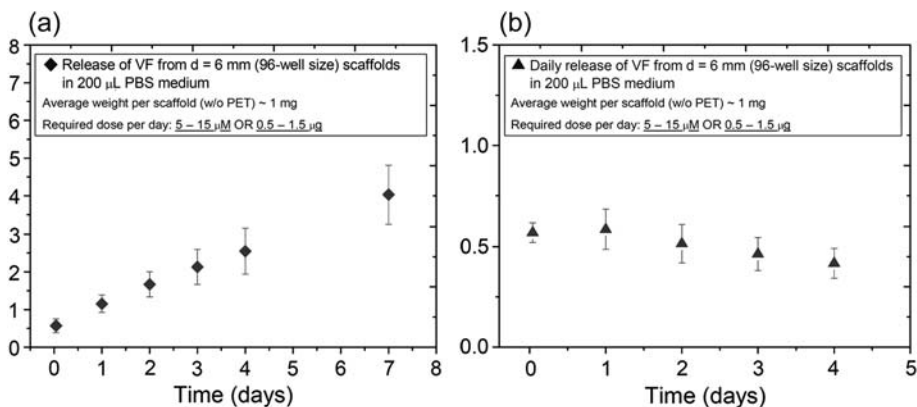 (a)
8
7
6
5
4
3
2
1
0
◆ Release of VF from d = 6 mm (96-well size) scaffolds
in 200 μL PBS medium
Average weight per scaffold (w/o PET) ~ 1 mg
Required dose per day: 5 – 15 μM OR 0.5 – 1.5 μg
0 1 2 3 4 5 6 7 8
Time (days)
(b)
1.5
1.0
0.5
0.0
▲ Daily release of VF from d = 6 mm (96-well size) scaffolds
in 200 μL PBS medium
Average weight per scaffold (w/o PET) ~ 1 mg
Required dose per day: 5 – 15 μM OR 0.5 – 1.5 μg
0 1 2 3 4 5
Time (days)